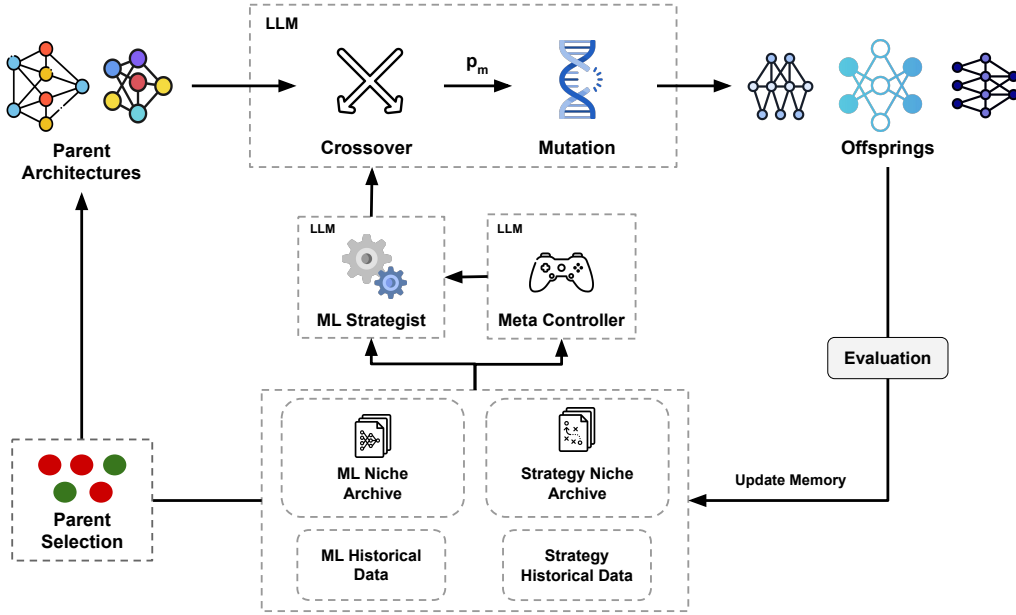 LLM
p_m
Crossover
Mutation
Parent
Architectures
Offsprings
LLM
ML Strategist
LLM
Meta Controller
Evaluation
ML Niche
Archive
Strategy Niche
Archive
Update Memory
Parent
Selection
ML Historical
Data
Strategy
Historical Data